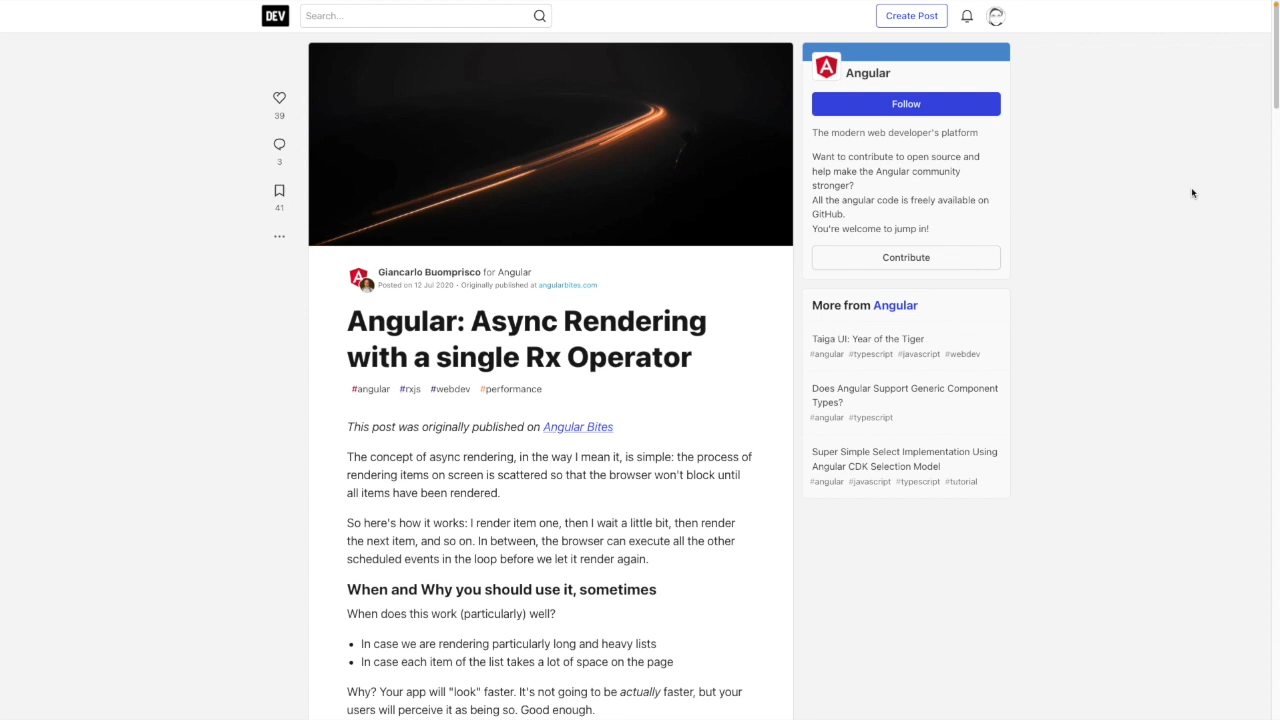 DEV
Search...
Create Post
39
3
41
Giancarlo Buomprisco for Angular
Posted on 12 Jul 2020 • Originally published at angularbites.com
Angular: Async Rendering
with a single Rx Operator
#angular #rxjs #webdev #performance
This post was originally published on Angular Bites
The concept of async rendering, in the way I mean it, is simple: the process of
rendering items on screen is scattered so that the browser won't block until
all items have been rendered.
So here's how it works: I render item one, then I wait a little bit, then render
the next item, and so on. In between, the browser can execute all the other
scheduled events in the loop before we let it render again.
When and Why you should use it, sometimes
When does this work (particularly) well?
• In case we are rendering particularly long and heavy lists
• In case each item of the list takes a lot of space on the page
Why? Your app will "look" faster. It's not going to be actually faster, but your
users will perceive it as being so. Good enough.
Angular
Follow
The modern web developer's platform
Want to contribute to open source and
help make the Angular community
stronger?
All the angular code is freely available on
GitHub.
You're welcome to jump in!
Contribute
More from Angular
Taiga UI: Year of the Tiger
#angular #typescript #javascript #webdev
Does Angular Support Generic Component
Types?
#angular #typescript
Super Simple Select Implementation Using
Angular CDK Selection Model
#angular #javascript #typescript #tutorial